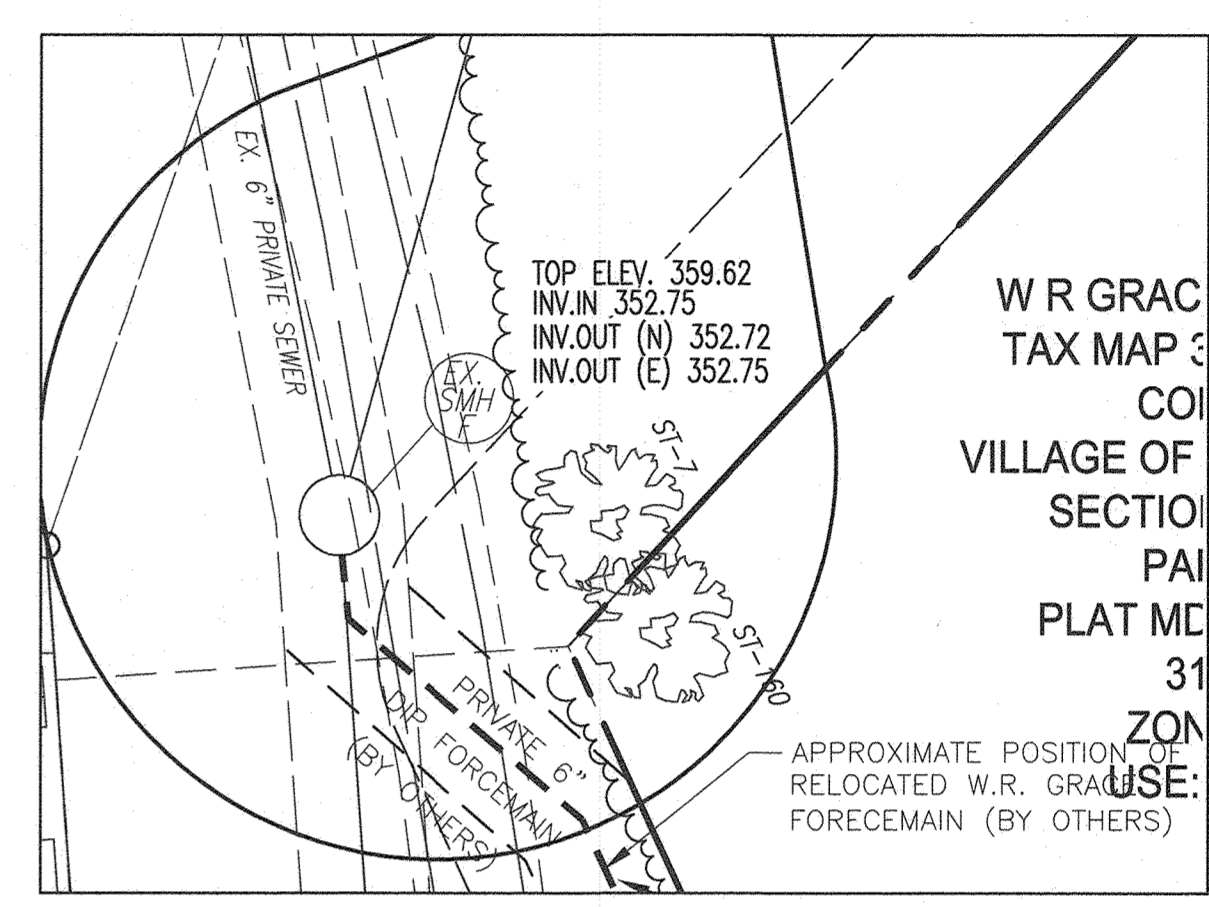 EX. 6" PRIVATE SEWER
TOP ELEV. 359.62
INV.IN 352.75
INV.OUT (N) 352.72
INV.OUT (E) 352.75
EX.
SMH
F
ST-7
ST-160
W R GRAC
TAX MAP 3
COI
VILLAGE OF
SECTIO
PAI
PLAT MD
31
ZON
USE:
PRIVATE 6"
DIP FORCEMAIN
(BY OTHERS)
APPROXIMATE POSITION OF
RELOCATED W.R. GRACE
FORECEMAIN (BY OTHERS)